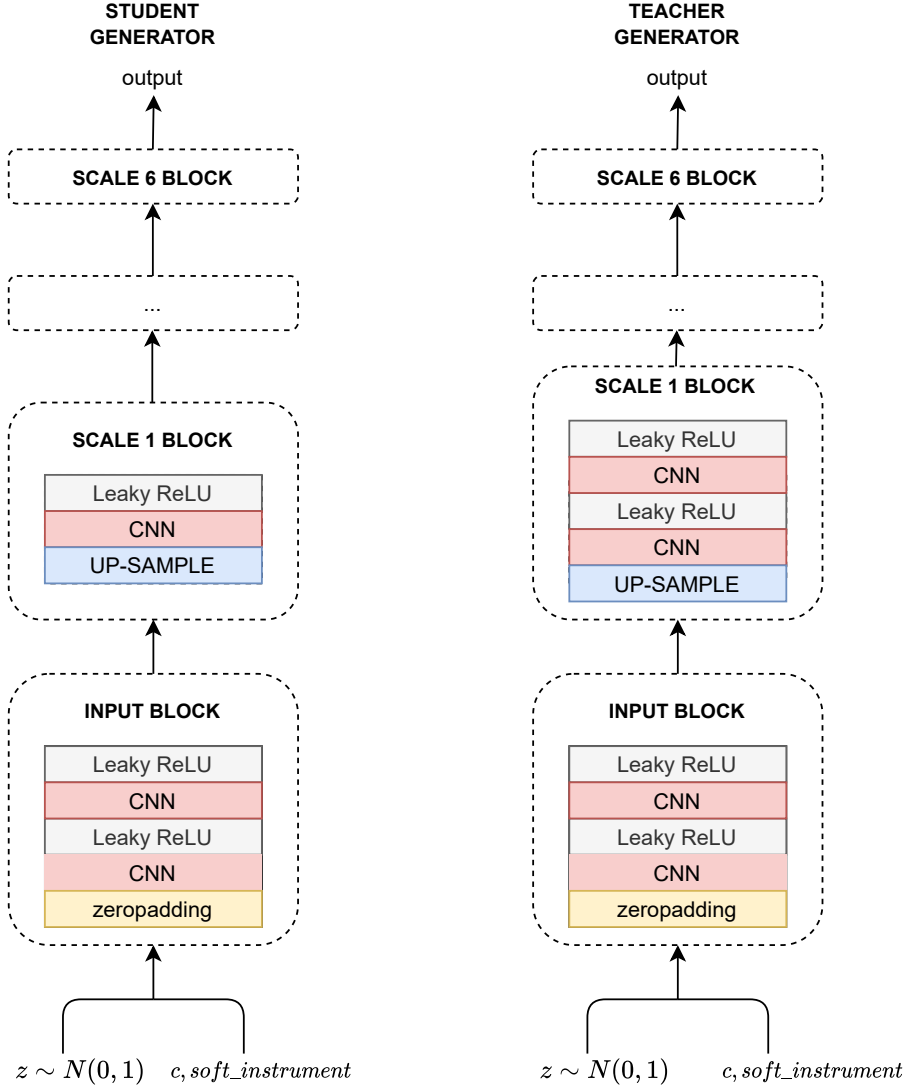 STUDENT
GENERATOR
output
SCALE 6 BLOCK
...
SCALE 1 BLOCK
Leaky ReLU
CNN
UP-SAMPLE
INPUT BLOCK
Leaky ReLU
CNN
Leaky ReLU
CNN
zeropadding
z ∼ N(0, 1)
c, soft_instrument
TEACHER
GENERATOR
output
SCALE 6 BLOCK
...
SCALE 1 BLOCK
Leaky ReLU
CNN
Leaky ReLU
CNN
UP-SAMPLE
INPUT BLOCK
Leaky ReLU
CNN
Leaky ReLU
CNN
zeropadding
z ∼ N(0, 1)
c, soft_instrument